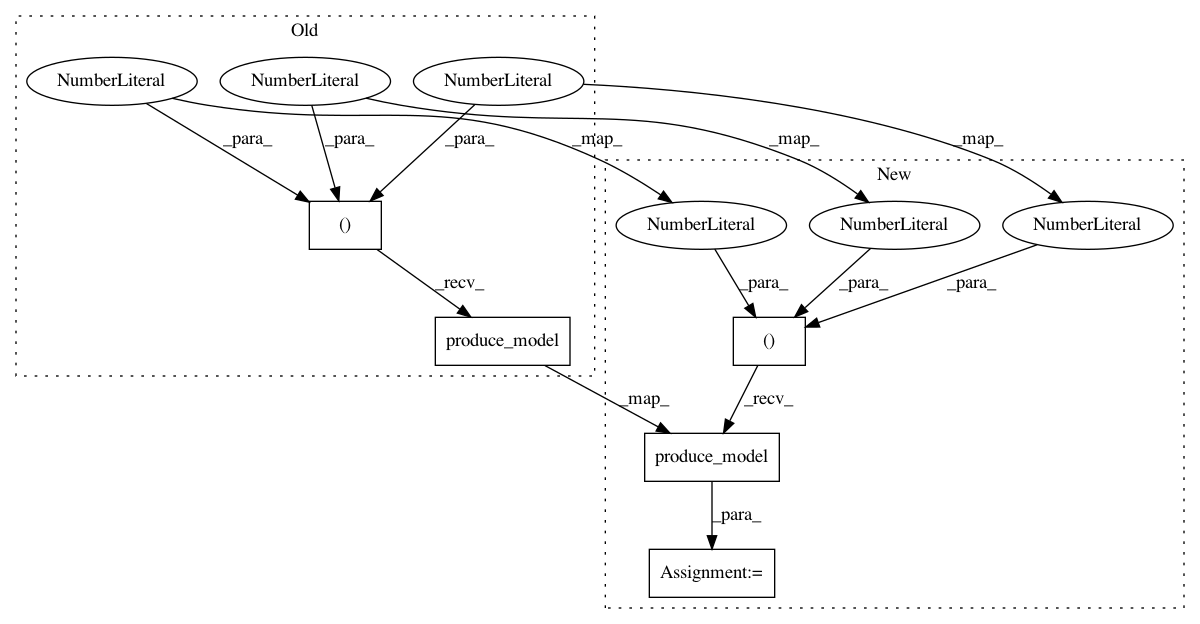 Old
NumberLiteral NumberLiteral NumberLiteral
_para_ _para_ _para_ _map_ _map_ _map_
New
() NumberLiteral NumberLiteral NumberLiteral
_recv_ _para_ _para_ _para_
produce_model ()
_map_ _recv_
produce_model
_para_
Assignment:=